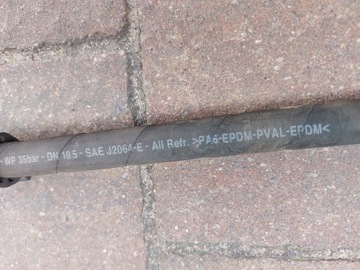 - WP 35bar - DN 10.5 - SAE J2064-E - All Refr. >PA6-EPDM-PVAL-EPDM<